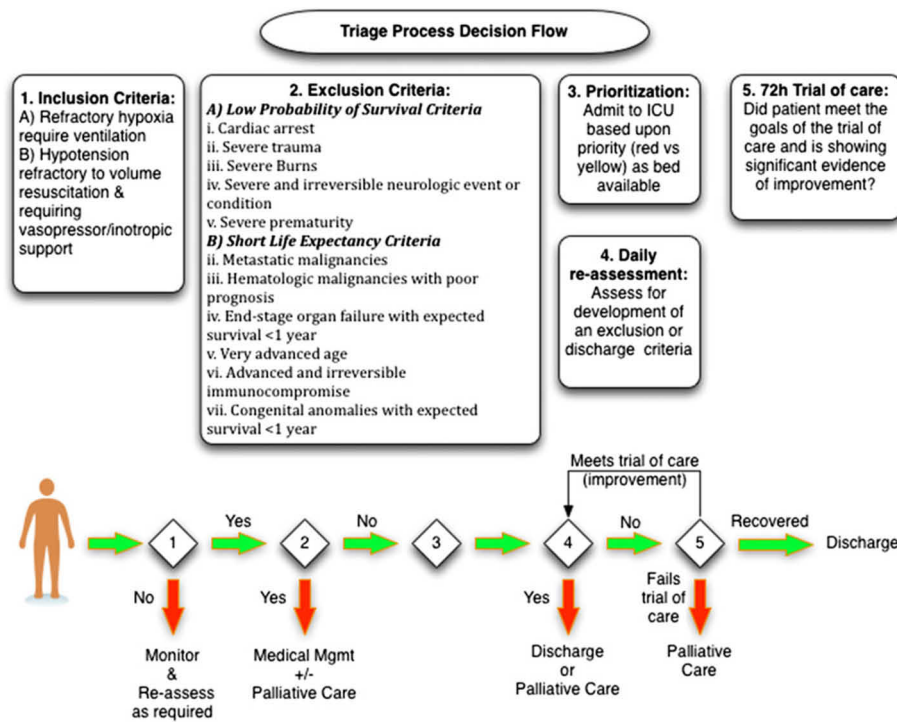 Triage Process Decision Flow
1. Inclusion Criteria:
A) Refractory hypoxia
require ventilation
B) Hypotension
refractory to volume
resuscitation &
requiring
vasopressor/inotropic
support
2. Exclusion Criteria:
A) Low Probability of Survival Criteria
i. Cardiac arrest
ii. Severe trauma
iii. Severe Burns
iv. Severe and irreversible neurologic event or
condition
v. Severe prematurity
B) Short Life Expectancy Criteria
ii. Metastatic malignancies
iii. Hematologic malignancies with poor
prognosis
iv. End-stage organ failure with expected
survival <1 year
v. Very advanced age
vi. Advanced and irreversible
immunocompromise
vii. Congenital anomalies with expected
survival <1 year
3. Prioritization:
Admit to ICU
based upon
priority (red vs
yellow) as bed
available
4. Daily
re-assessment:
Assess for
development of
an exclusion or
discharge criteria
5. 72h Trial of care:
Did patient meet the
goals of the trial of
care and is showing
significant evidence
of improvement?
Meets trial of care
(improvement)
Yes
No
No
Recovered
1
2
3
4
5
Discharge
No
Yes
Yes
Fails
trial of
care
Monitor
&
Re-assess
as required
Medical Mgmt
+/-
Palliative Care
Discharge
or
Palliative Care
Palliative
Care